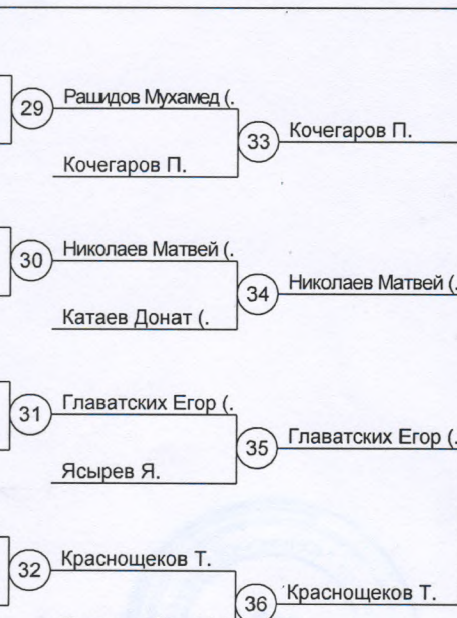 29 Рашидов Мухамед (.
33 Кочегаров П.
Кочегаров П.
30 Николаев Матвей (.
34 Николаев Матвей (.
Катаев Донат (.
31 Главатских Егор (.
35 Главатских Егор (.
Ясырев Я.
32 Краснощеков Т.
36 Краснощеков Т.